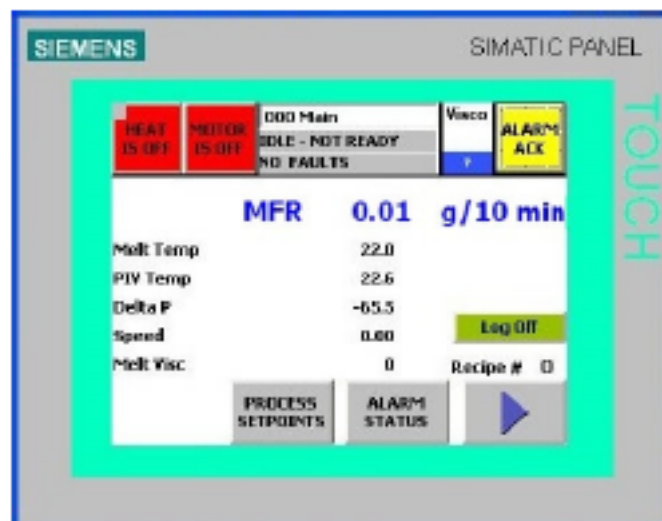 SIEMENS
SIMATIC PANEL
TOUCH
HEAT IS OFF
MOTOR IS OFF
000 Main
IDLE - NOT READY
NO FAULTS
Visco
?
ALARM ACK
MFR 0.01 g/10 min
Melt Temp 22.0
PIV Temp 22.6
Delta P -65.5
Speed 0.00
Log Off
Melt Visc 0
Recipe # 0
PROCESS SETPOINTS
ALARM STATUS